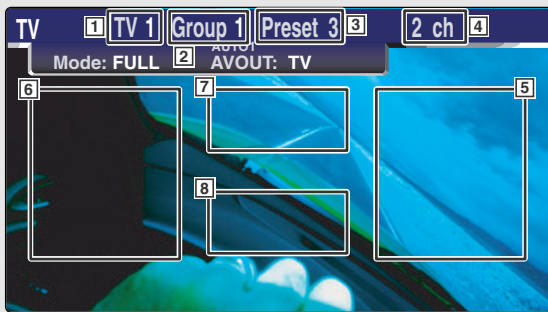 TV 1 TV 1 Group 1 Preset 3 3 2 ch 4
2 AUTO1
Mode: FULL AVOUT: TV
6 7 5
8